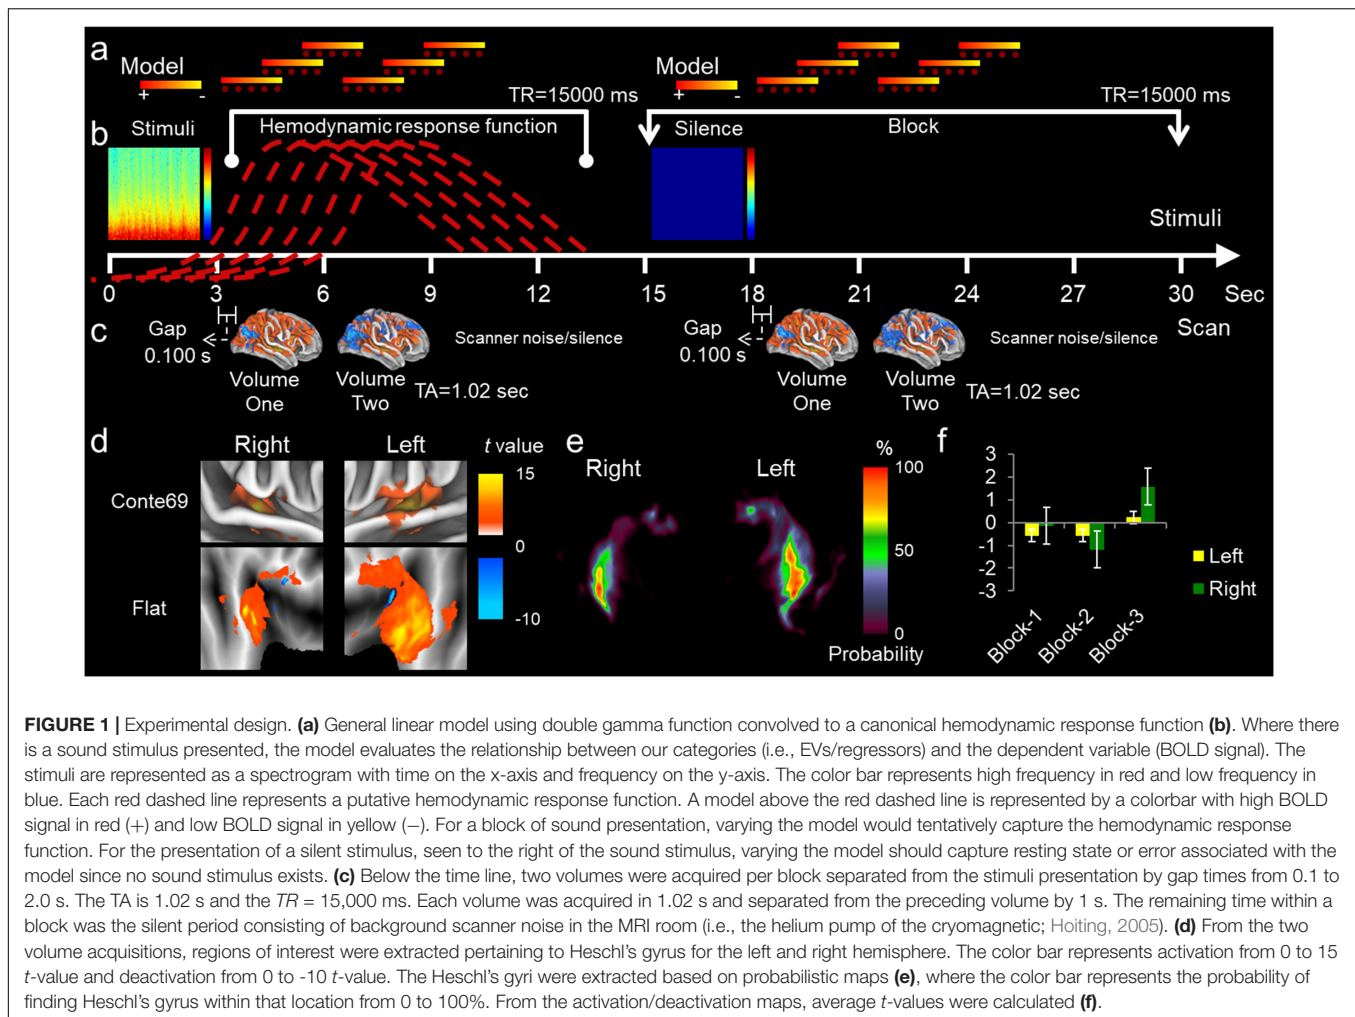 a
Model
+ -
TR=15000 ms
Model
+ -
TR=15000 ms
b
Stimuli
Hemodynamic response function
Silence
Block
Stimuli
0 3 6 9 12 15 18 21 24 27 30 Sec
Scan
c
Gap
0.100 s
Volume
One
Volume
Two
TA=1.02 sec
Scanner noise/silence
Gap
0.100 s
Volume
One
Volume
Two
TA=1.02 sec
Scanner noise/silence
d
Right
Left
t value
15
0
-10
Conte69
Flat
e
Right
Left
%
100
50
0
Probability
f
3
2
1
0
-1
-2
-3
Block-1
Block-2
Block-3
Left
Right
FIGURE 1 | Experimental design. (a) General linear model using double gamma function convolved to a canonical hemodynamic response function (b). Where there
is a sound stimulus presented, the model evaluates the relationship between our categories (i.e., EVs/regressors) and the dependent variable (BOLD signal). The
stimuli are represented as a spectrogram with time on the x-axis and frequency on the y-axis. The color bar represents high frequency in red and low frequency in
blue. Each red dashed line represents a putative hemodynamic response function. A model above the red dashed line is represented by a colorbar with high BOLD
signal in red (+) and low BOLD signal in yellow (−). For a block of sound presentation, varying the model would tentatively capture the hemodynamic response
function. For the presentation of a silent stimulus, seen to the right of the sound stimulus, varying the model should capture resting state or error associated with the
model since no sound stimulus exists. (c) Below the time line, two volumes were acquired per block separated from the stimuli presentation by gap times from 0.1 to
2.0 s. The TA is 1.02 s and the TR = 15,000 ms. Each volume was acquired in 1.02 s and separated from the preceding volume by 1 s. The remaining time within a
block was the silent period consisting of background scanner noise in the MRI room (i.e., the helium pump of the cryomagnetic; Hoiting, 2005). (d) From the two
volume acquisitions, regions of interest were extracted pertaining to Heschl's gyrus for the left and right hemisphere. The color bar represents activation from 0 to 15
t-value and deactivation from 0 to -10 t-value. The Heschl's gyri were extracted based on probabilistic maps (e), where the color bar represents the probability of
finding Heschl's gyrus within that location from 0 to 100%. From the activation/deactivation maps, average t-values were calculated (f).